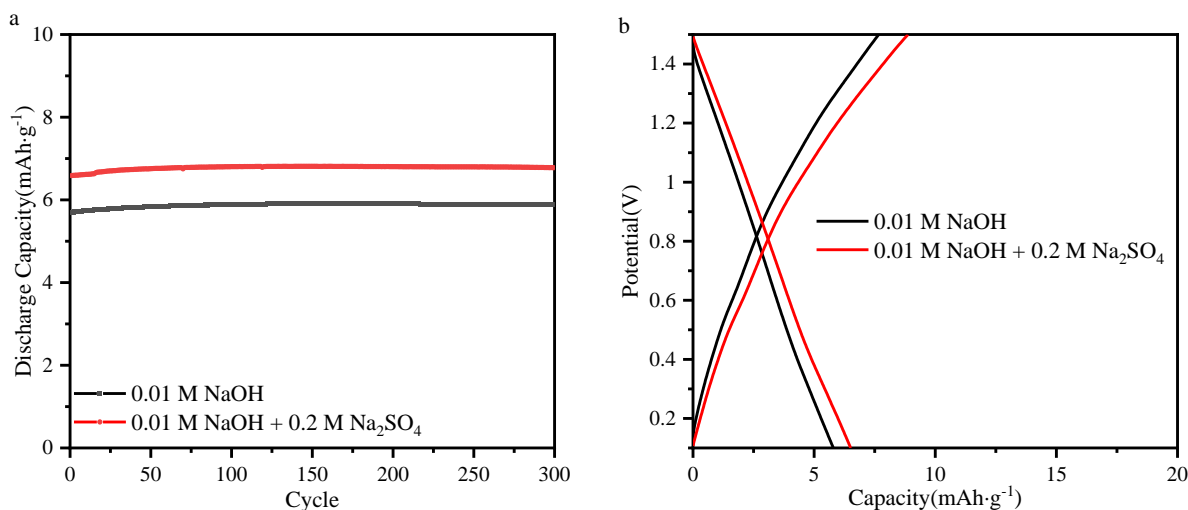 a
10
8
6
4
2
0
Discharge Capacity(mAh·g⁻¹)
0.01 M NaOH
0.01 M NaOH + 0.2 M Na₂SO₄
0 50 100 150 200 250 300
Cycle
b
1.4
1.2
1
0.8
0.6
0.4
0.2
Potential(V)
0.01 M NaOH
0.01 M NaOH + 0.2 M Na₂SO₄
0 5 10 15 20
Capacity(mAh·g⁻¹)